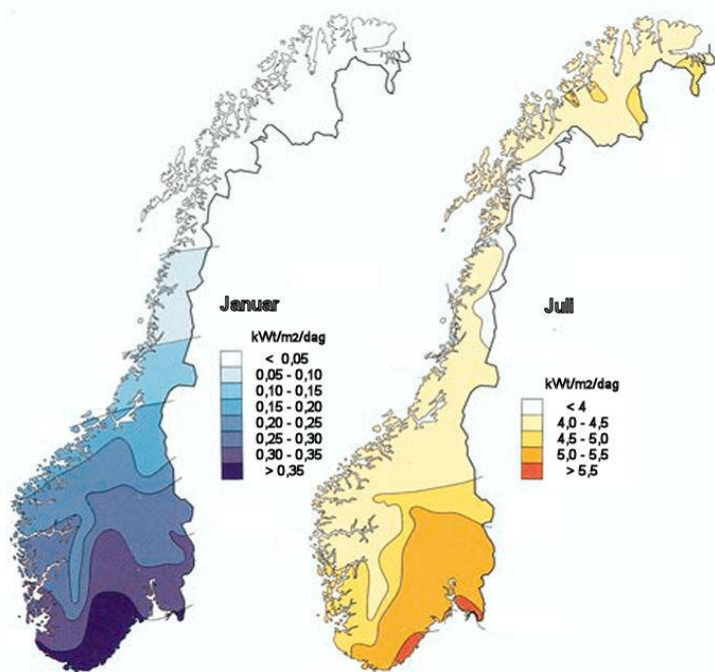 Januar
kWt/m2/dag
< 0,05
0,05 - 0,10
0,10 - 0,15
0,15 - 0,20
0,20 - 0,25
0,25 - 0,30
0,30 - 0,35
> 0,35
Juli
kWt/m2/dag
< 4
4,0 - 4,5
4,5 - 5,0
5,0 - 5,5
> 5,5